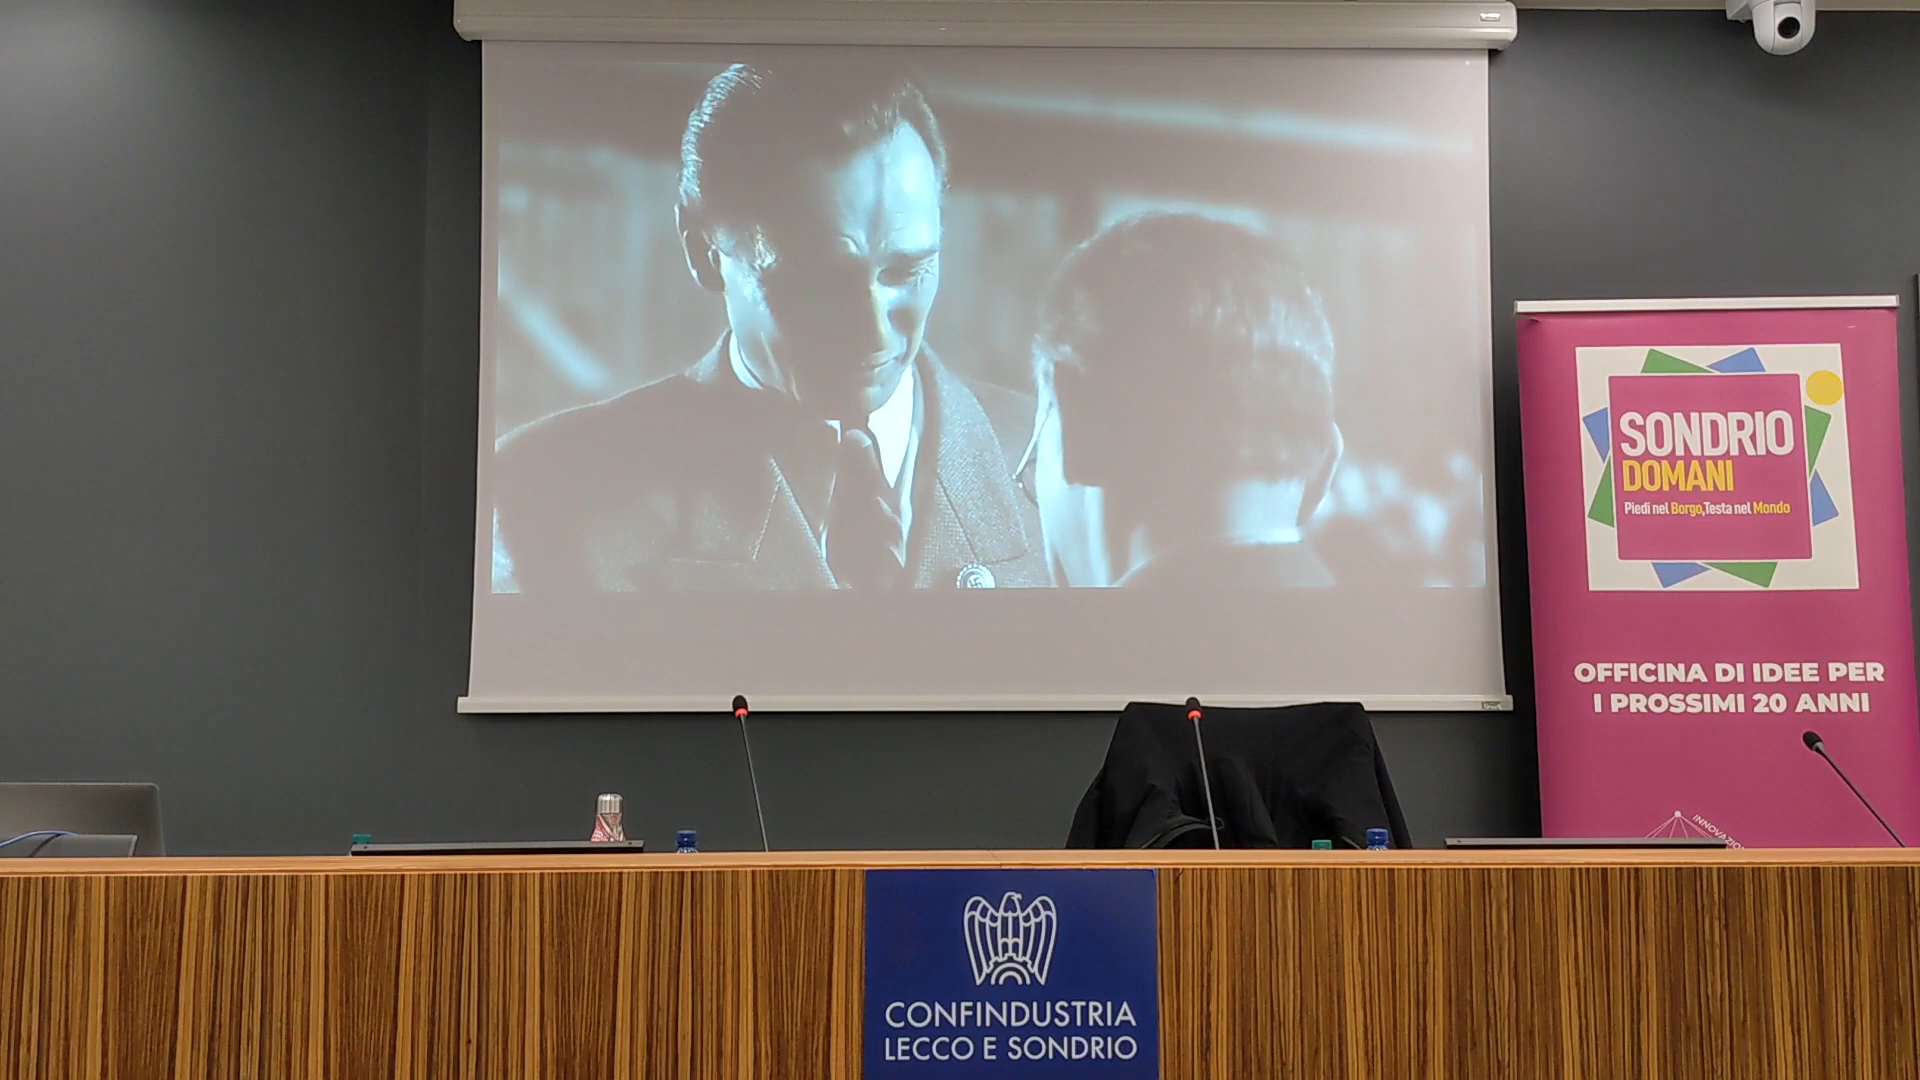 SONDRIO
DOMANI
Piedi nel Borgo,Testa nel Mondo
OFFICINA DI IDEE PER
I PROSSIMI 20 ANNI
CONFINDUSTRIA
LECCO E SONDRIO